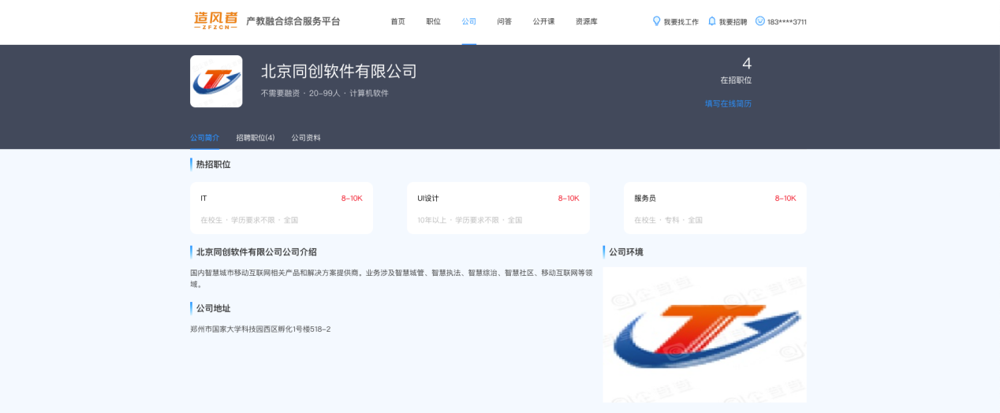 造风者
ZFZCN
产教融合综合服务平台
首页 职位 公司 问答 公开课 资源库
我要找工作 我要招聘 183****3711
北京同创软件有限公司
不需要融资 · 20-99人 · 计算机软件
4
在招职位
填写在线简历
公司简介 招聘职位(4) 公司资料
热招职位
IT 8-10K
在校生 · 学历要求不限 · 全国
UI设计 8-10K
10年以上 · 学历要求不限 · 全国
服务员 8-10K
在校生 · 专科 · 全国
北京同创软件有限公司公司介绍
国内智慧城市移动互联网相关产品和解决方案提供商。业务涉及智慧城管、智慧执法、智慧综治、智慧社区、移动互联网等领
域。
公司地址
郑州市国家大学科技园西区孵化1号楼518-2
公司环境